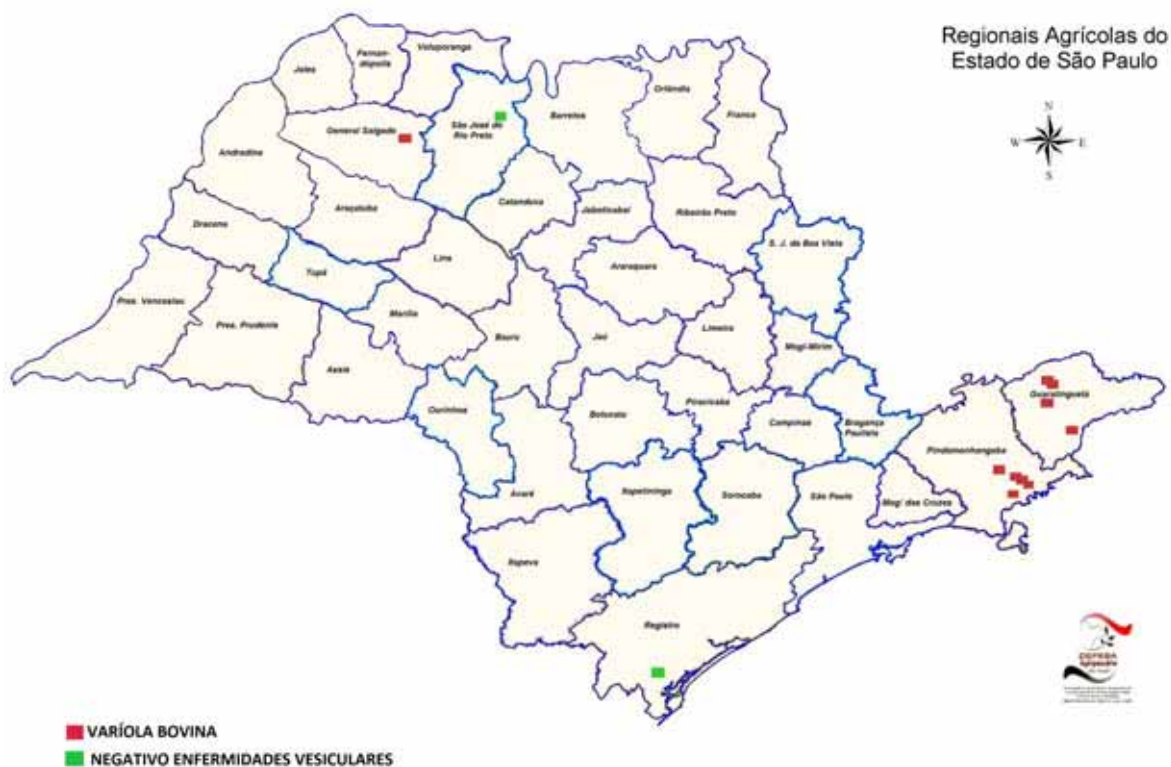 Regionais Agrícolas do
Estado de São Paulo
N
W E
S
Votuporanga
Fernan-
dópolis
Jales
Orlândia
São José do
Rio Preto
Barretos
Franca
General Salgado
Andradina
Catanduva
Araçatuba
Jaboticabal
Ribeirão Preto
Dracena
S. J. da Boa Vista
Lins
Araraquara
Tupã
Pres. Venceslau
Marília
Pres. Prudente
Bauru
Jaú
Limeira
Mogi-Mirim
Assis
Guaratinguetá
Piracicaba
Ourinhos
Botucatu
Campinas
Bragança
Paulista
Pindamonhangaba
Avaré
Itapetininga
Sorocaba
São Paulo
Mogi das Cruzes
Itapeva
Registro
DEFESA
VARÍOLA BOVINA
NEGATIVO ENFERMIDADES VESICULARES